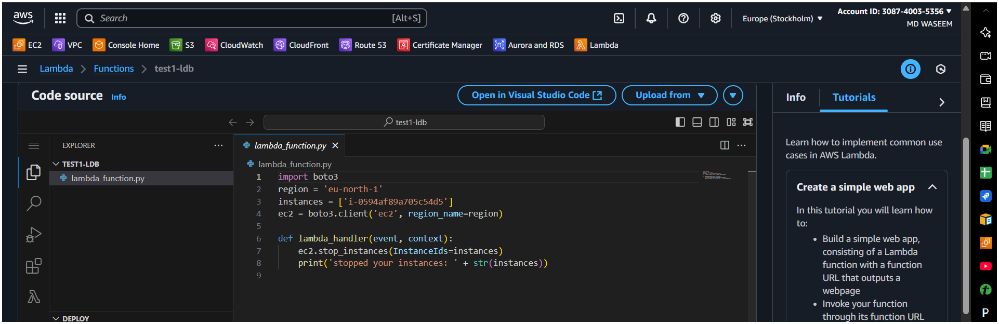 aws
Search [Alt+S]
Europe (Stockholm) ▼
Account ID: 3087-4003-5356 ▼
MD WASEEM
EC2 VPC Console Home S3 CloudWatch CloudFront Route 53 Certificate Manager Aurora and RDS Lambda
Lambda > Functions > test1-ldb
Code source Info
Open in Visual Studio Code
Upload from ▼
Info
Tutorials
test1-ldb
EXPLORER
TEST1-LDB
lambda_function.py
DEPLOY
lambda_function.py
lambda_function.py
1 import boto3
2 region = 'eu-north-1'
3 instances = ['i-0594af89a705c54d5']
4 ec2 = boto3.client('ec2', region_name=region)
5
6 def lambda_handler(event, context):
7 ec2.stop_instances(InstanceIds=instances)
8 print('stopped your instances: ' + str(instances))
9
Learn how to implement common use
cases in AWS Lambda.
Create a simple web app
In this tutorial you will learn how
to:
• Build a simple web app,
consisting of a Lambda
function with a function
URL that outputs a
webpage
• Invoke your function
through its function URL
P